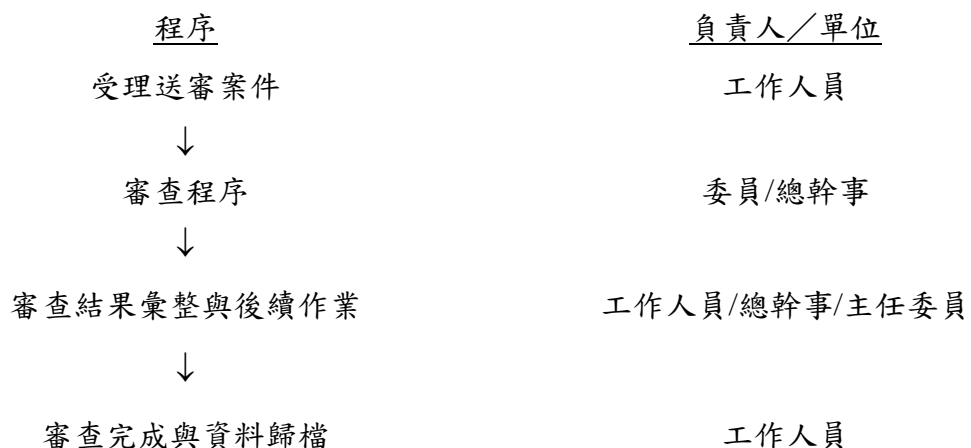 程序 負責人／單位
受理送審案件 工作人員
↓
審查程序 委員/總幹事
↓
審查結果彙整與後續作業 工作人員/總幹事/主任委員
↓
審查完成與資料歸檔 工作人員